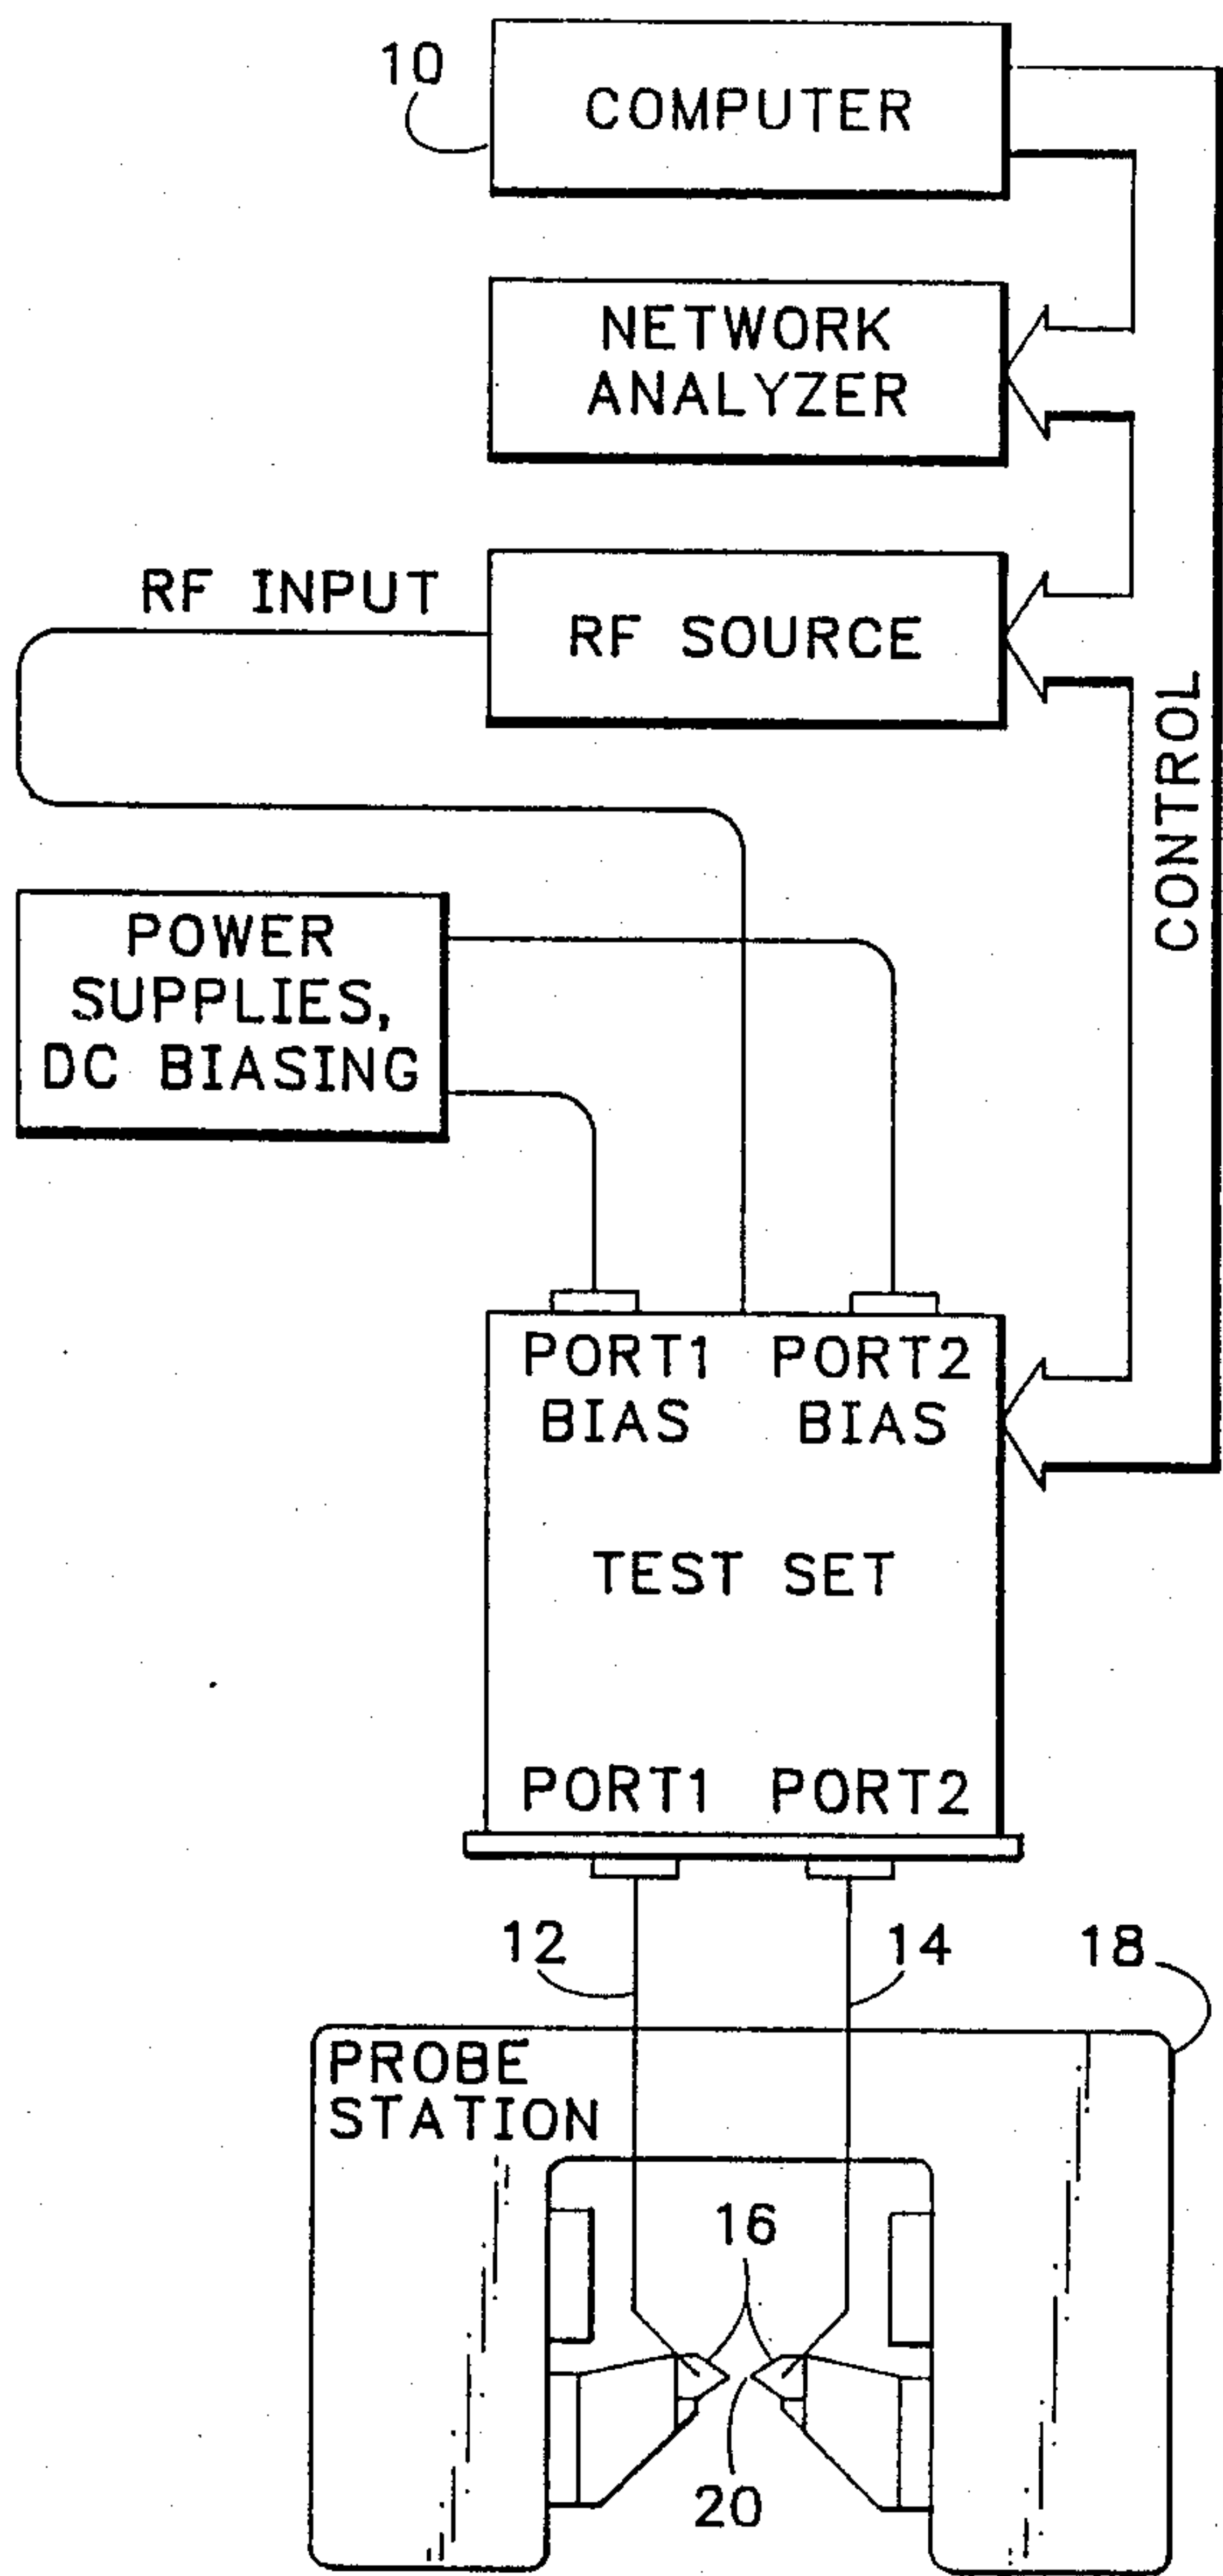 10
COMPUTER
NETWORK
ANALYZER
RF INPUT
RF SOURCE
CONTROL
POWER
SUPPLIES,
DC BIASING
PORT1 PORT2
BIAS BIAS
TEST SET
PORT1 PORT2
12
14
18
PROBE
STATION
16
20